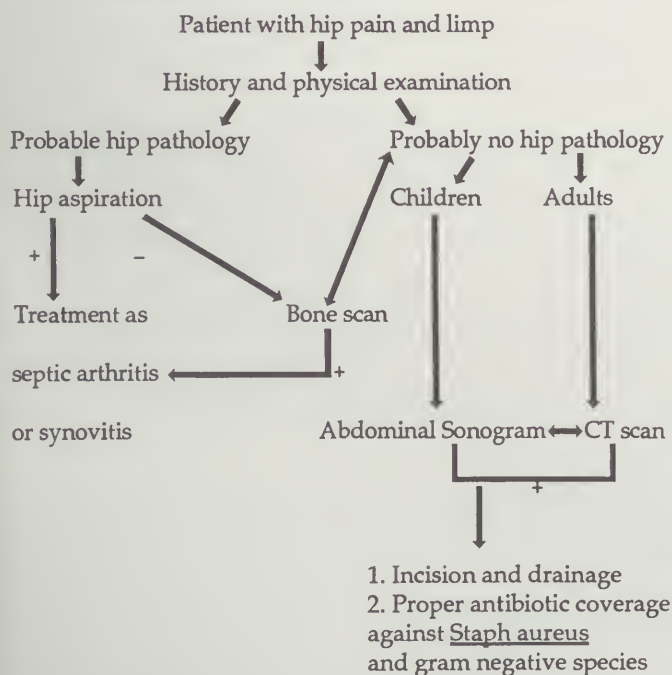 Patient with hip pain and limp
History and physical examination
Probable hip pathology Probably no hip pathology
Hip aspiration Children Adults
+ –
Treatment as Bone scan
septic arthritis +
or synovitis Abdominal Sonogram CT scan
+
1. Incision and drainage
2. Proper antibiotic coverage
against Staph aureus
and gram negative species